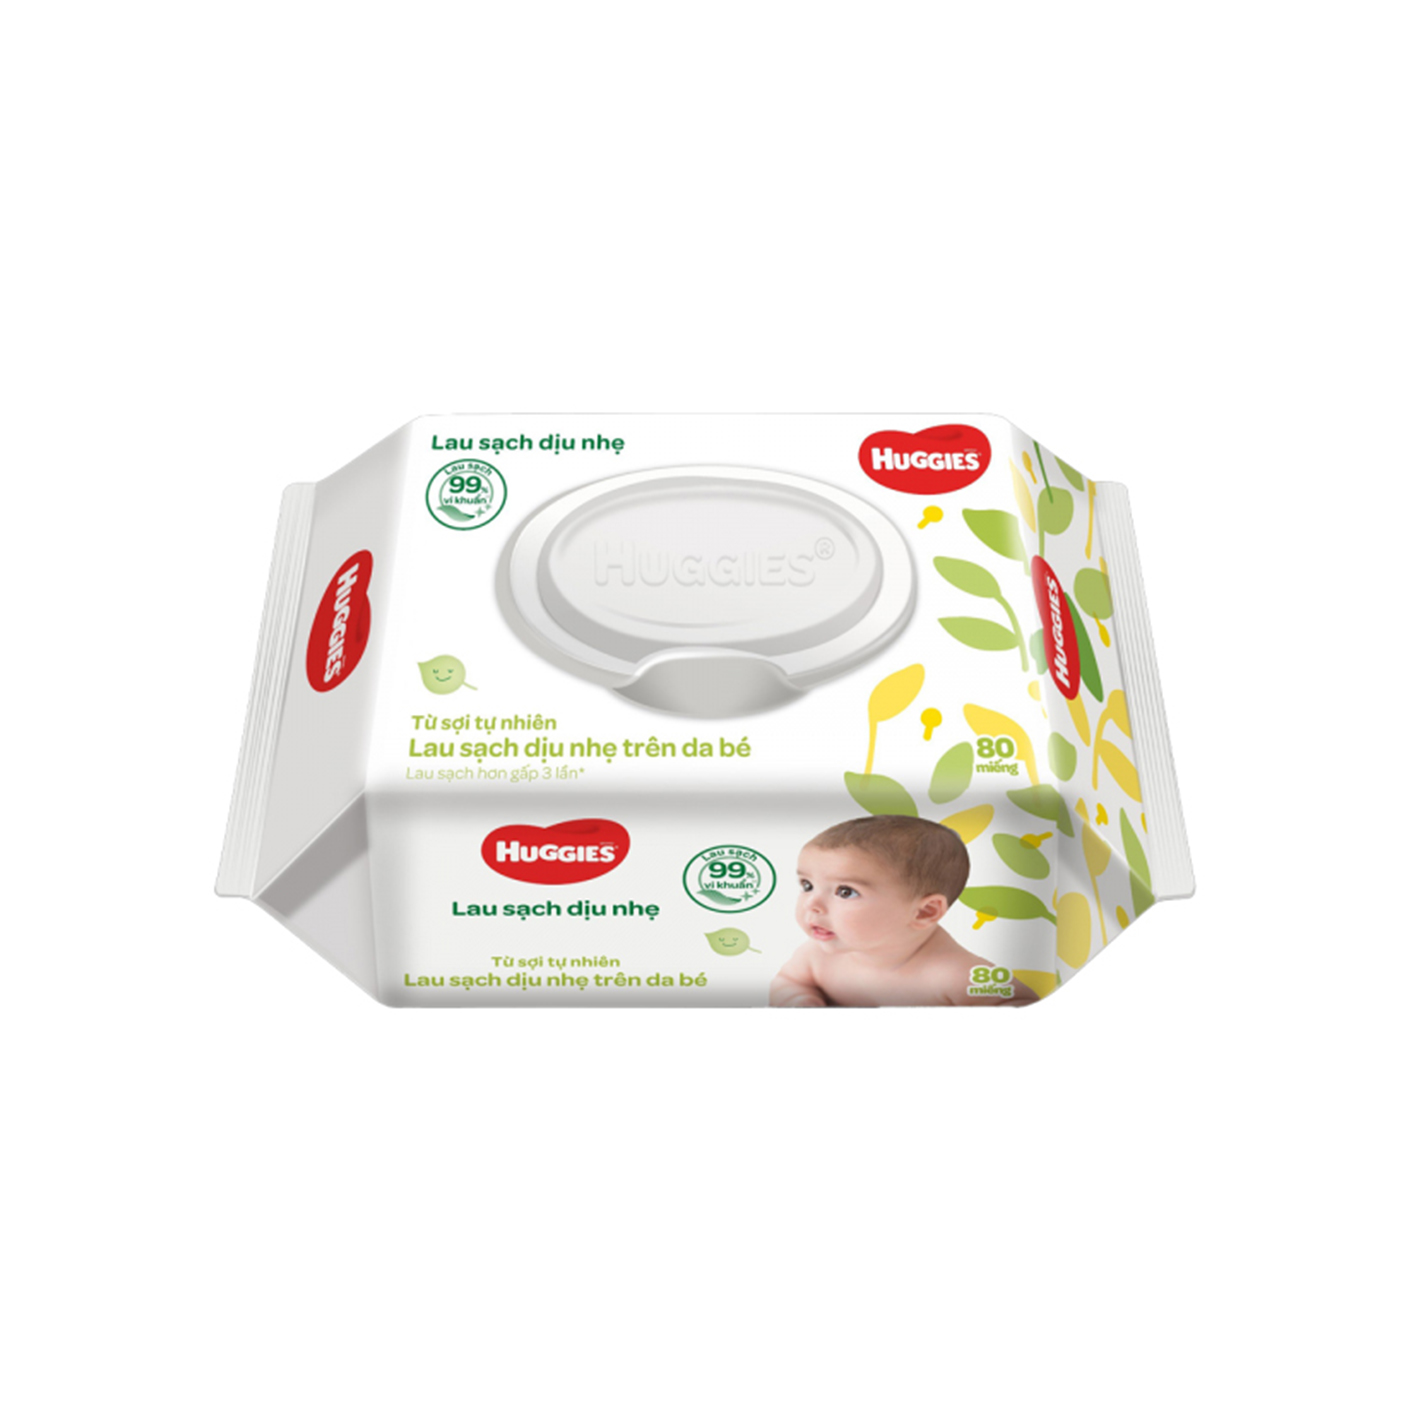 Lau sạch dịu nhẹ
HUGGIES
Lau sạch
99%
vi khuẩn
HUGGIES®
HUGGIES
HUGGIES
Từ sợi tự nhiên
Lau sạch dịu nhẹ trên da bé
Lau sạch hơn gấp 3 lần*
80
miếng
HUGGIES
Lau sạch
99%
vi khuẩn
Lau sạch dịu nhẹ
Từ sợi tự nhiên
Lau sạch dịu nhẹ trên da bé
80
miếng